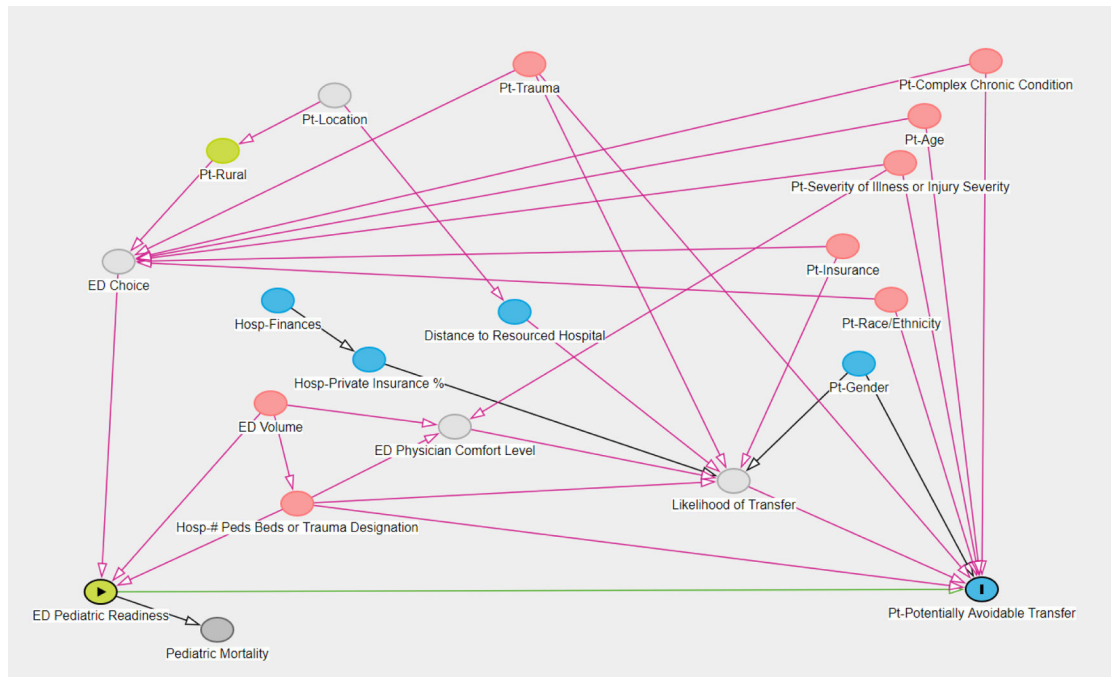 Pt-Complex Chronic Condition
Pt-Trauma
Pt-Location
Pt-Age
Pt-Rural
Pt-Severity of Illness or Injury Severity
Pt-Insurance
ED Choice
Hosp-Finances
Pt-Race/Ethnicity
Distance to Resourced Hospital
Hosp-Private Insurance %
Pt-Gender
ED Volume
ED Physician Comfort Level
Likelihood of Transfer
Hosp-# Peds Beds or Trauma Designation
ED Pediatric Readiness
Pt-Potentially Avoidable Transfer
Pediatric Mortality